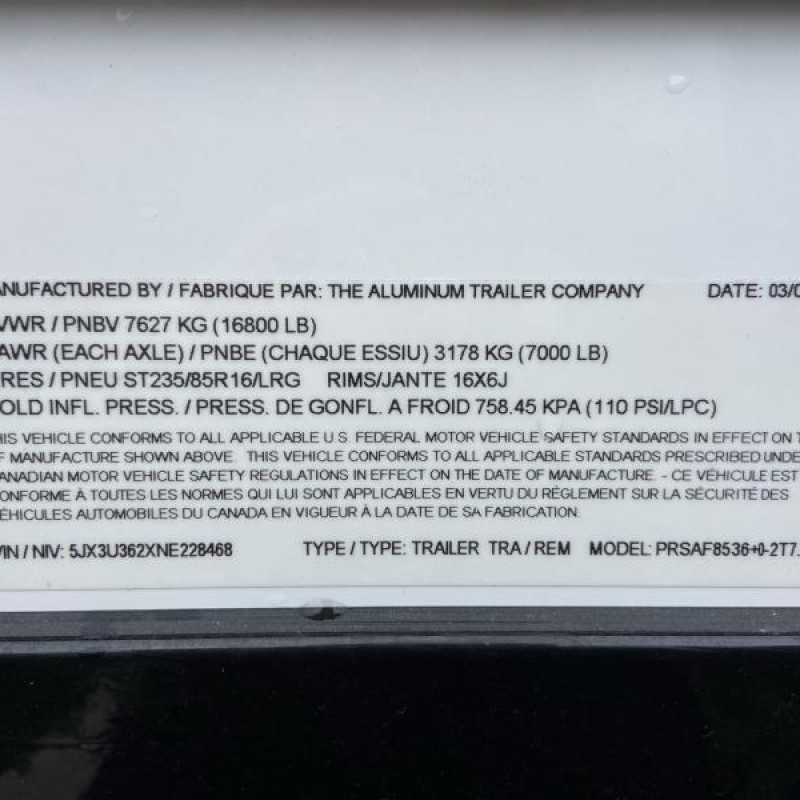 ANUFACTURED BY / FABRIQUE PAR: THE ALUMINUM TRAILER COMPANY DATE: 03/0
VWR / PNBV 7627 KG (16800 LB)
AWR (EACH AXLE) / PNBE (CHAQUE ESSIU) 3178 KG (7000 LB)
RES / PNEU ST235/85R16/LRG RIMS/JANTE 16X6J
OLD INFL. PRESS. / PRESS. DE GONFL. A FROID 758.45 KPA (110 PSI/LPC)
IS VEHICLE CONFORMS TO ALL APPLICABLE U.S. FEDERAL MOTOR VEHICLE SAFETY STANDARDS IN EFFECT ON T
F MANUFACTURE SHOWN ABOVE. THIS VEHICLE CONFORMS TO ALL APPLICABLE STANDARDS PRESCRIBED UNDE
ANADIAN MOTOR VEHICLE SAFETY REGULATIONS IN EFFECT ON THE DATE OF MANUFACTURE. - CE VÉHICULE EST
ONFORME À TOUTES LES NORMES QUI LUI SONT APPLICABLES EN VERTU DU RÉGLEMENT SUR LA SÉCURITÉ DES
ÉHICULES AUTOMOBILES DU CANADA EN VIGUEUR À LA DATE DE SA FABRICATION.
VIN / NIV: 5JX3U362XNE228468 TYPE / TYPE: TRAILER TRA / REM MODEL: PRSAF8536+0-2T7.